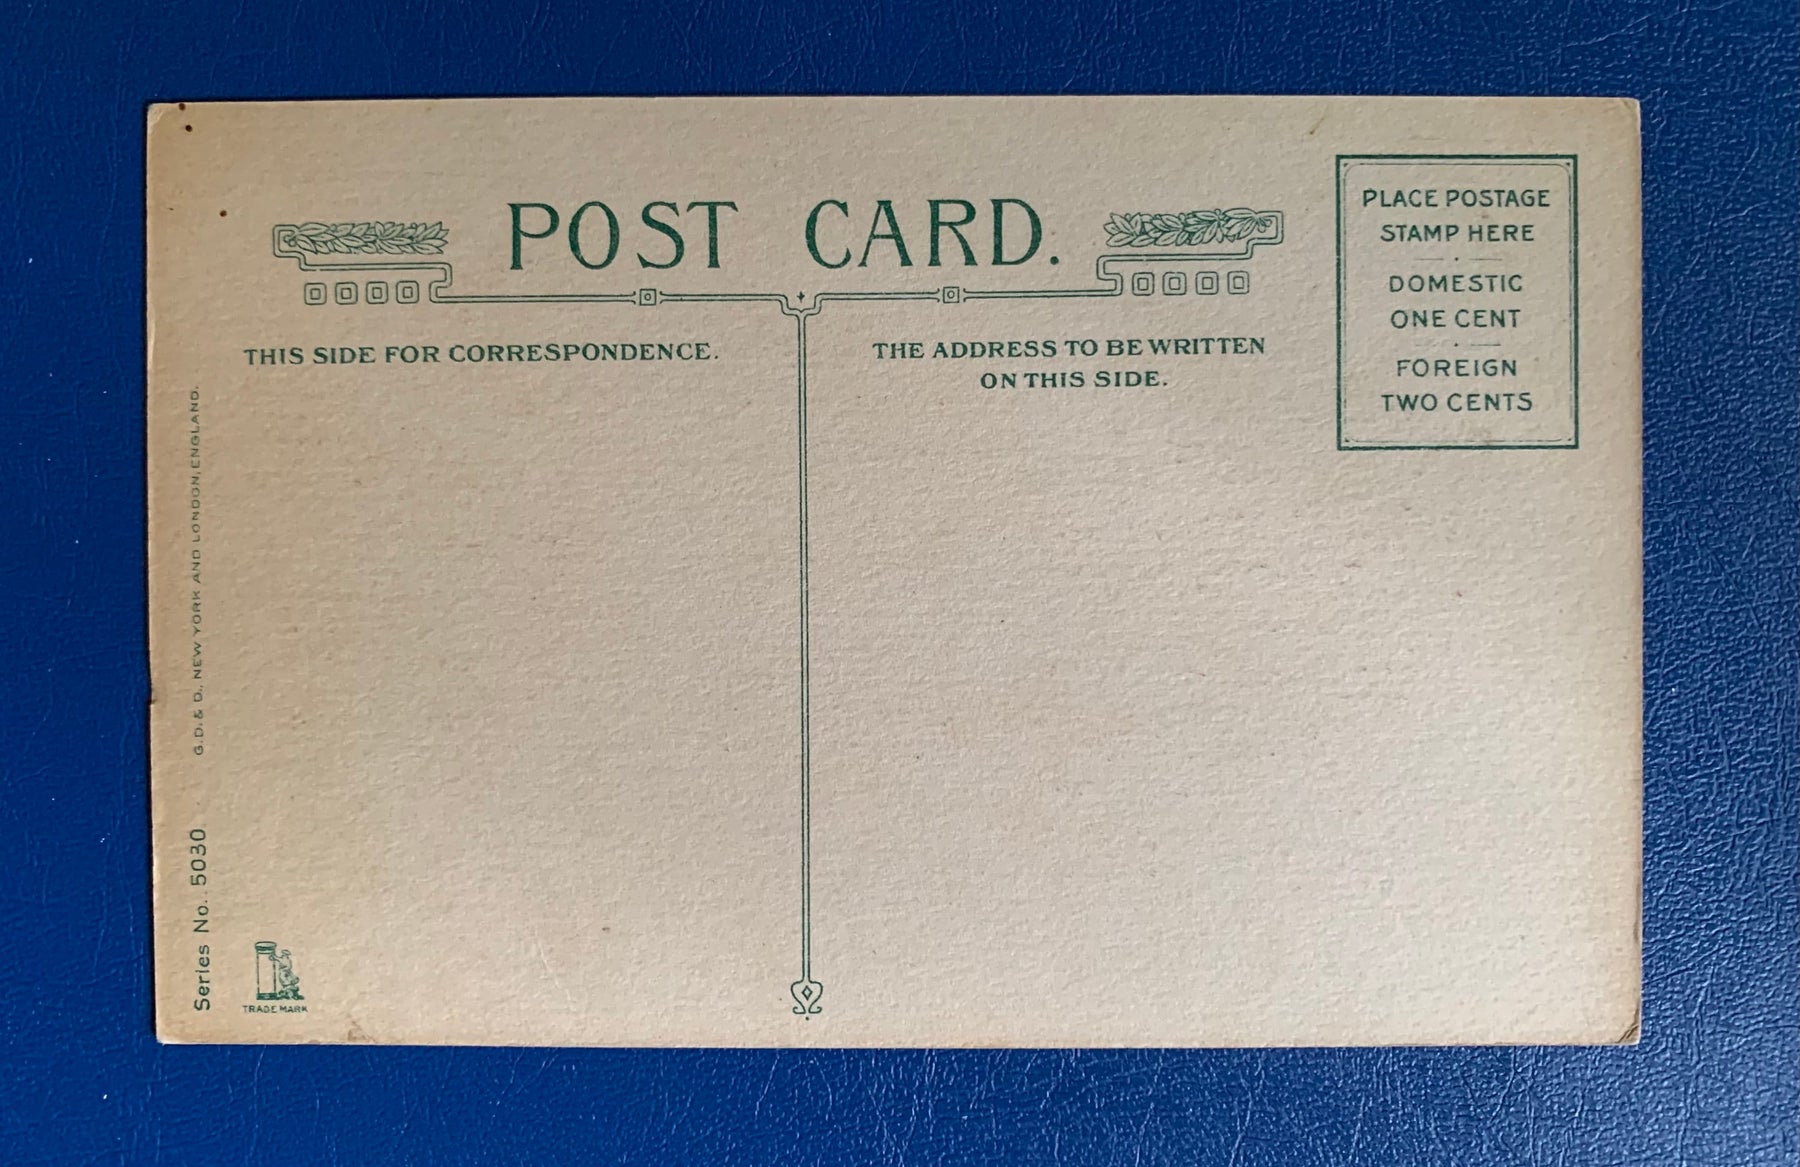 POST CARD.
PLACE POSTAGE
STAMP HERE
DOMESTIC
ONE CENT
FOREIGN
TWO CENTS
THIS SIDE FOR CORRESPONDENCE.
THE ADDRESS TO BE WRITTEN
ON THIS SIDE.
G.D. & D., NEW YORK AND LONDON, ENGLAND.
Series No. 5030
TRADE MARK